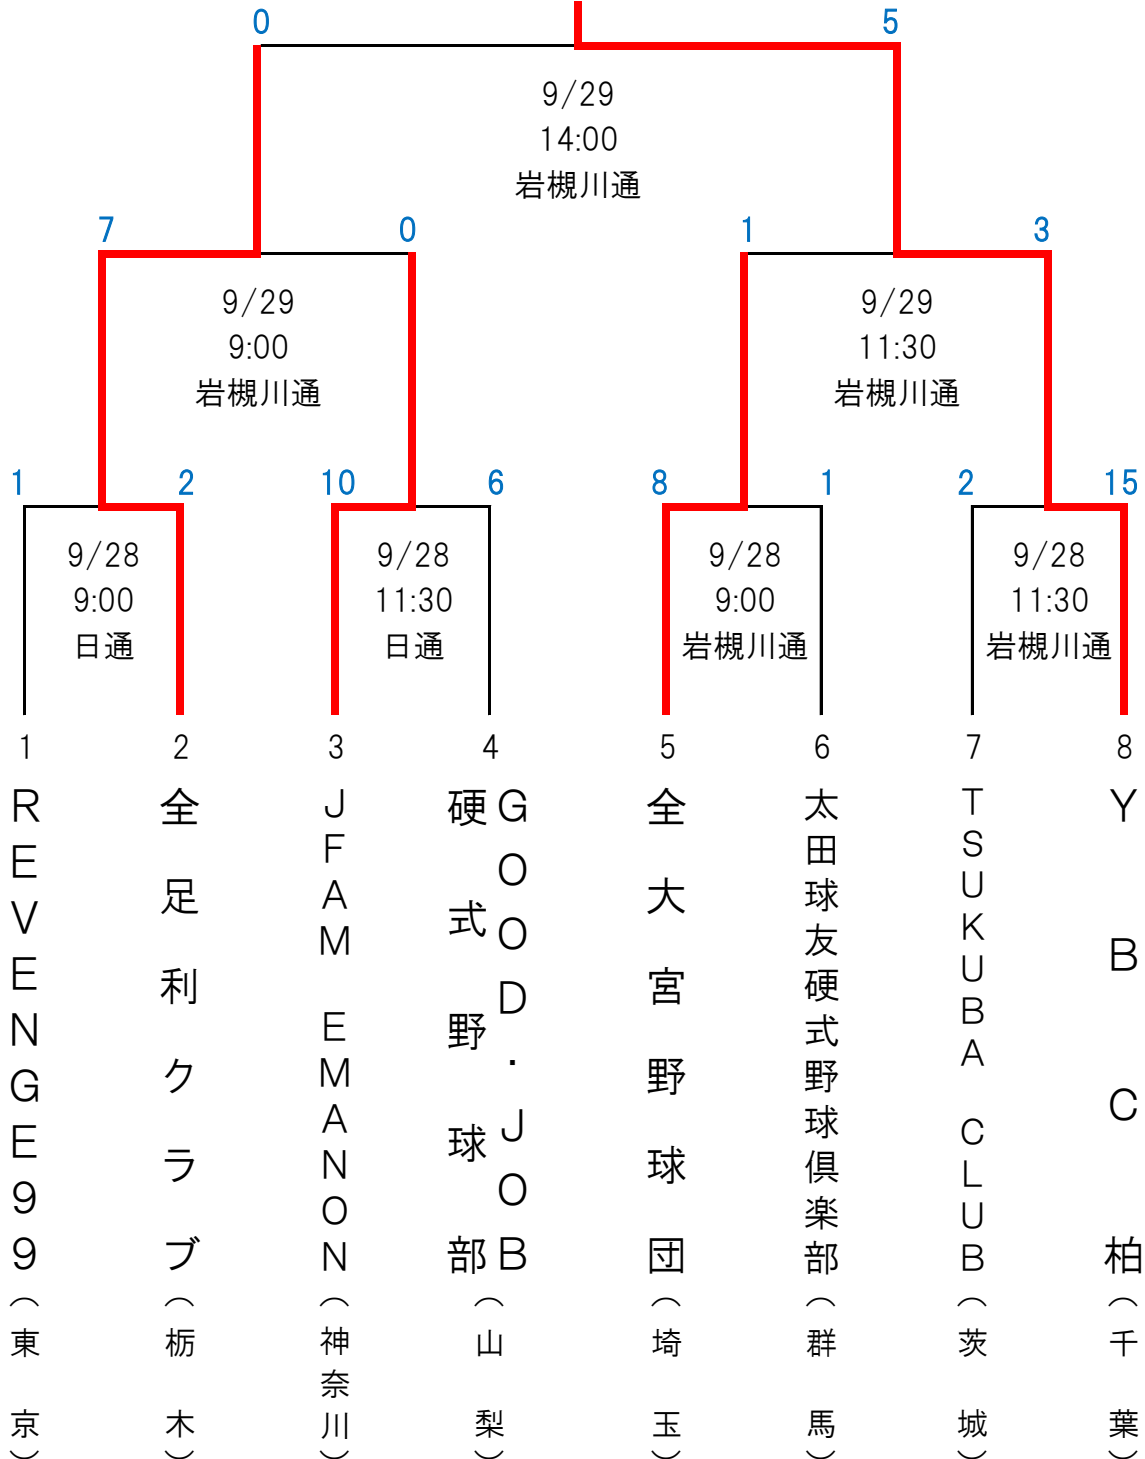 0 5
9/29
14:00
岩槻川通
7 0 1 3
9/29
9:00
岩槻川通
9/29
11:30
岩槻川通
1 2 10 6 8 1 2 15
9/28
9:00
日通
9/28
11:30
日通
9/28
9:00
岩槻川通
9/28
11:30
岩槻川通
1 2 3 4 5 6 7 8
REVENGE99(東京)
全足利クラブ(栃木)
JFAM EMANON(神奈川)
GOOD・JOB
硬式野球部(山梨)
全大宮野球団(埼玉)
太田球友硬式野球倶楽部(群馬)
TSUKUBA CLUB(茨城)
YBC柏(千葉)